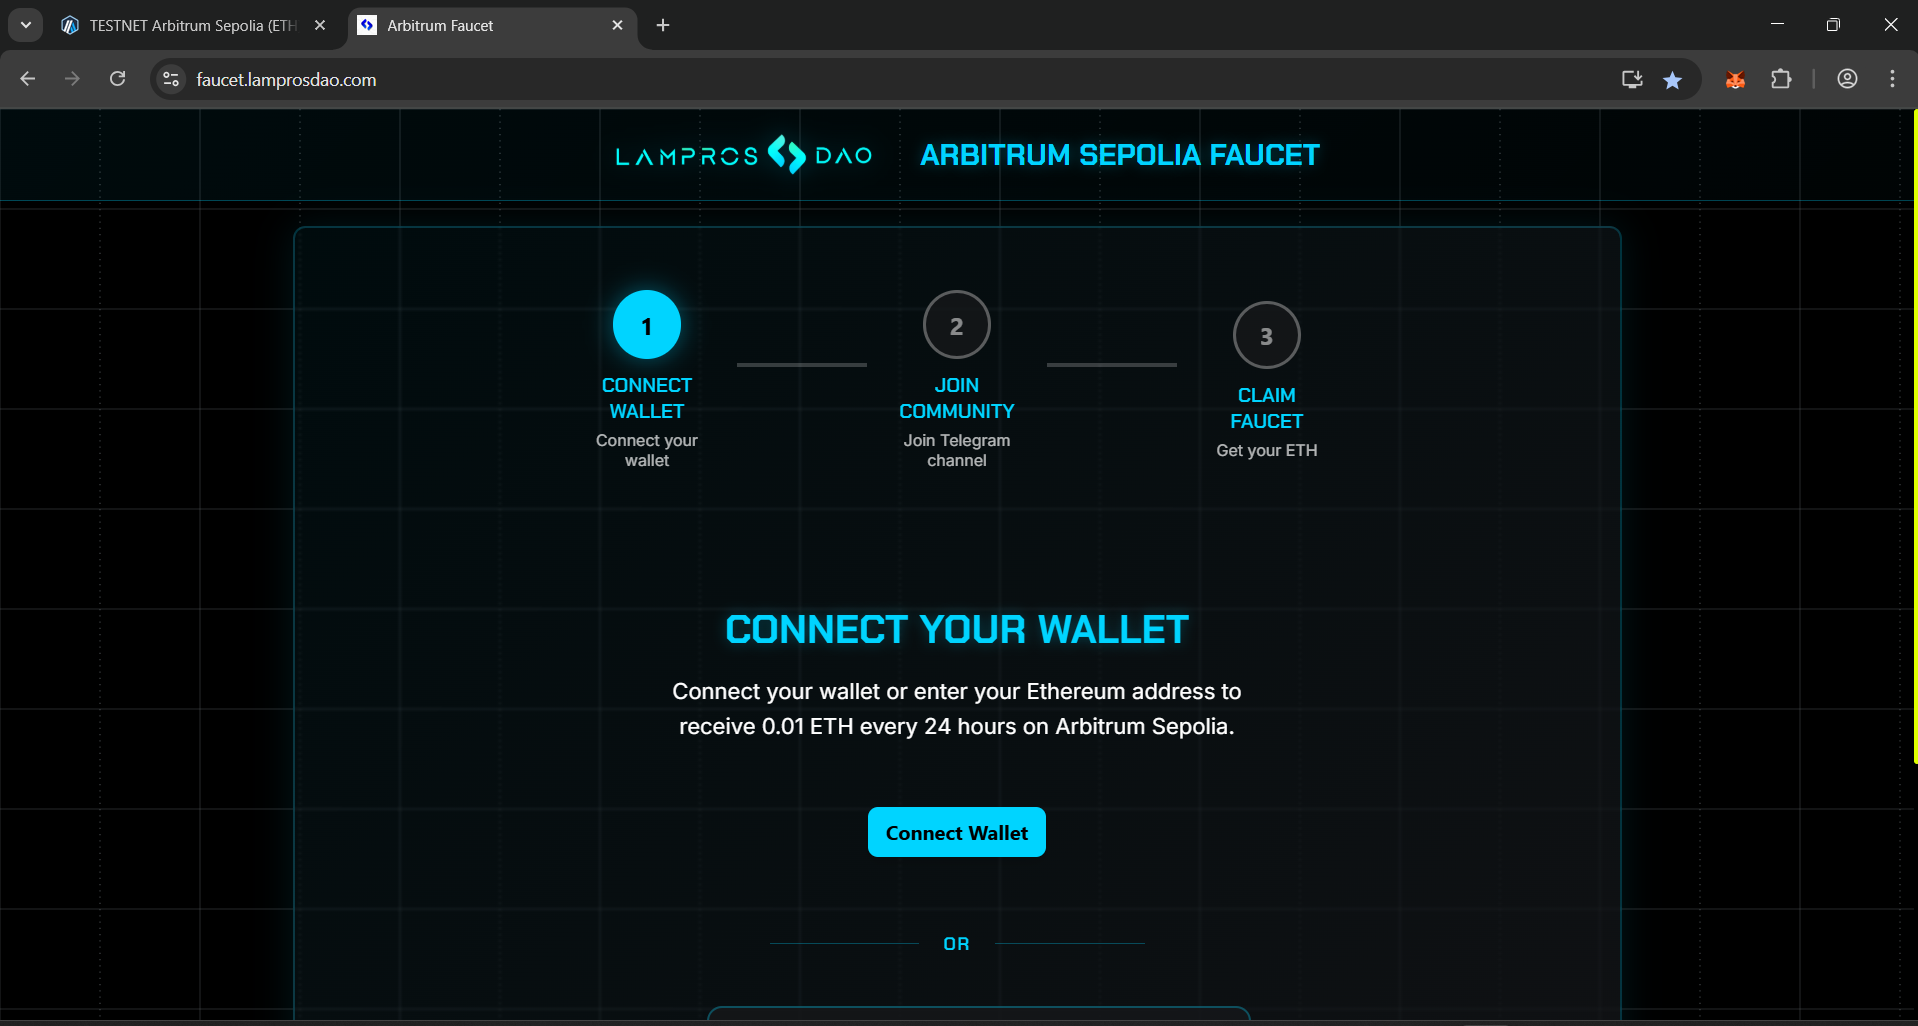 TESTNET Arbitrum Sepolia (ETH
Arbitrum Faucet
faucet.lamprosdao.com
LAMPROS DAO
ARBITRUM SEPOLIA FAUCET
1
CONNECT
WALLET
Connect your
wallet
2
JOIN
COMMUNITY
Join Telegram
channel
3
CLAIM
FAUCET
Get your ETH
CONNECT YOUR WALLET
Connect your wallet or enter your Ethereum address to
receive 0.01 ETH every 24 hours on Arbitrum Sepolia.
Connect Wallet
OR